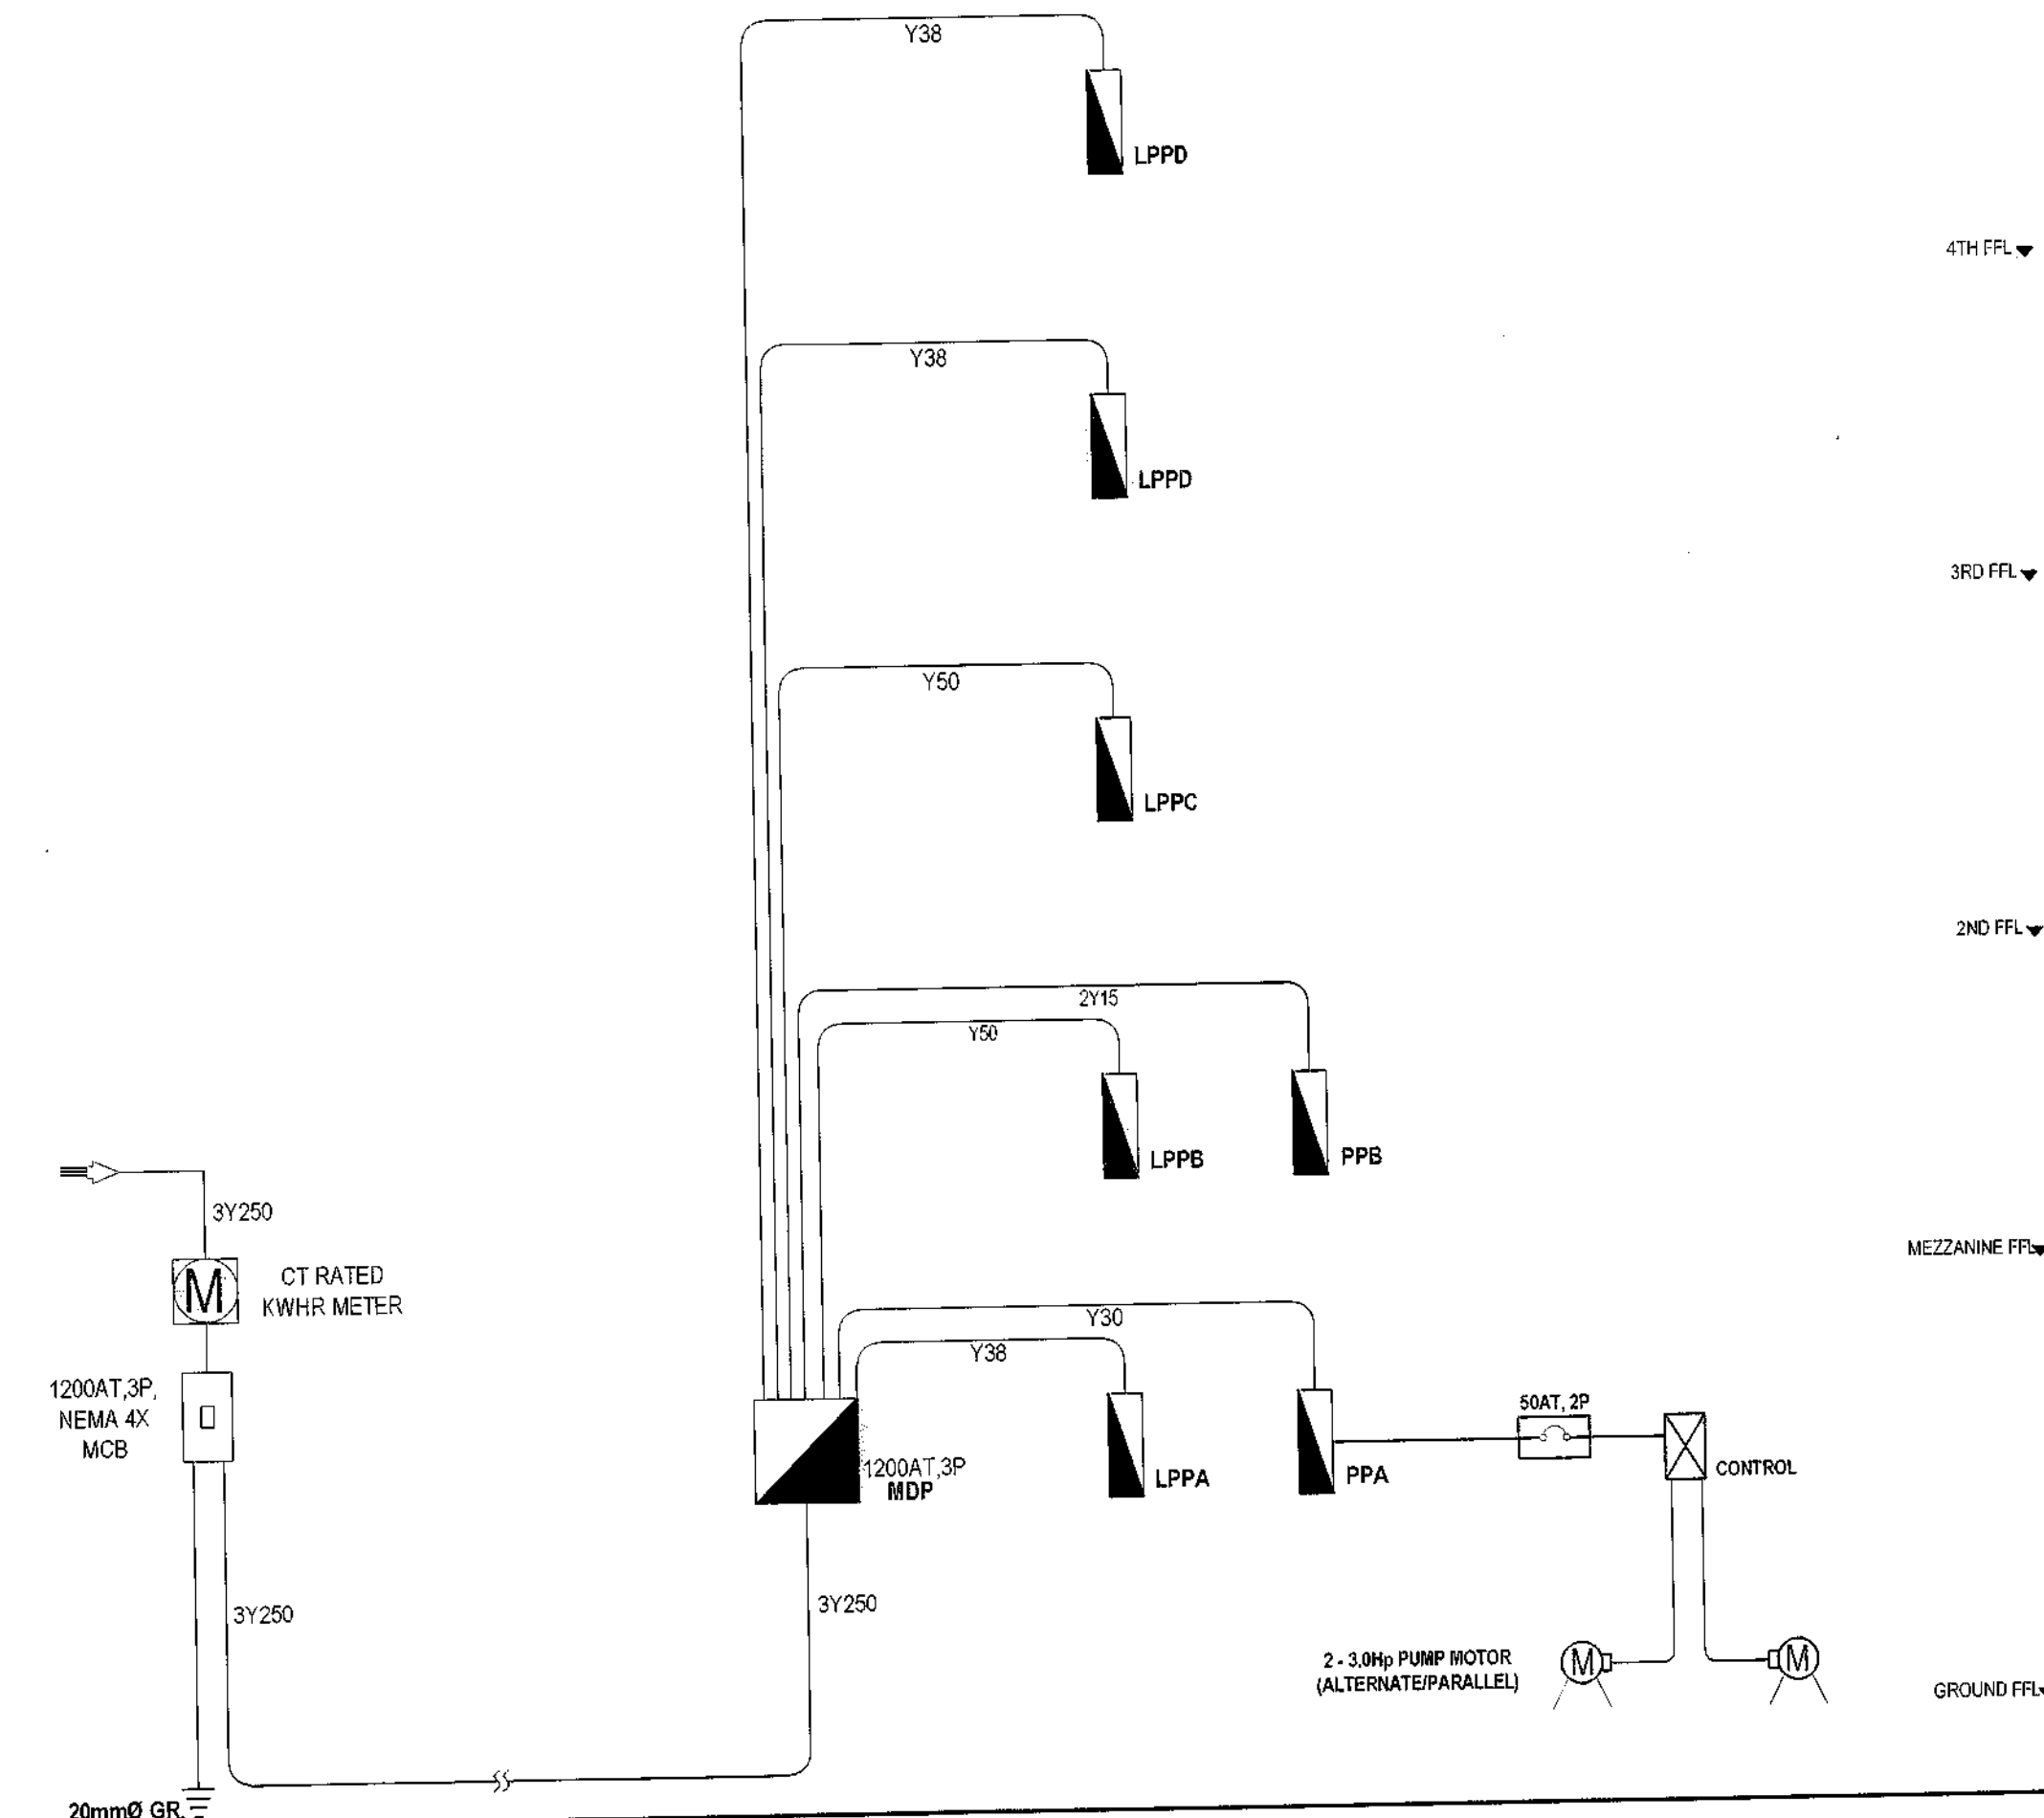 Y38
LPPD
4TH FFL
Y38
LPPD
3RD FFL
Y50
LPPC
2ND FFL
2Y15
Y50
LPPB
PPB
3Y250
MEZZANINE FFL
CT RATED
KWHR METER
Y30
Y38
1200AT,3P,
NEMA 4X
MCB
50AT, 2P
M
1200AT,3P
MDP
LPPA
PPA
CONTROL
3Y250
3Y250
2 - 3.0Hp PUMP MOTOR
(ALTERNATE/PARALLEL)
M
M
GROUND FFL
20mmØ GR.